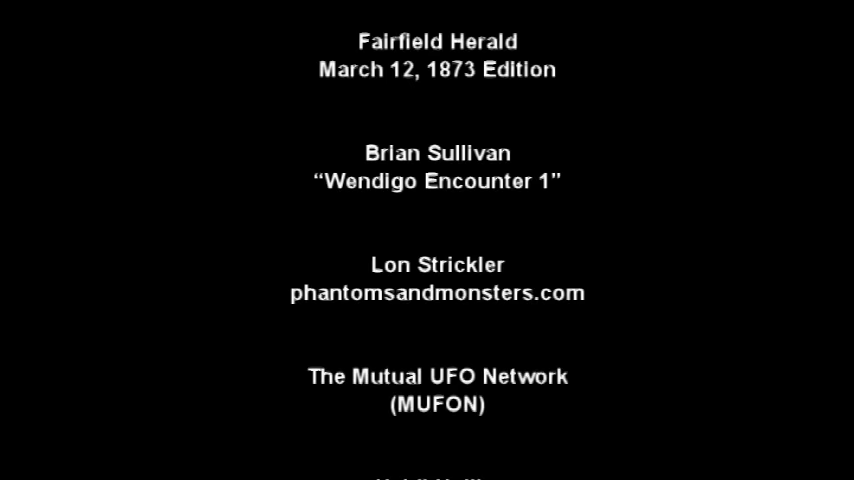 Fairfield Herald
March 12, 1873 Edition
Brian Sullivan
“Wendigo Encounter 1”
Lon Strickler
phantomsandmonsters.com
The Mutual UFO Network
(MUFON)